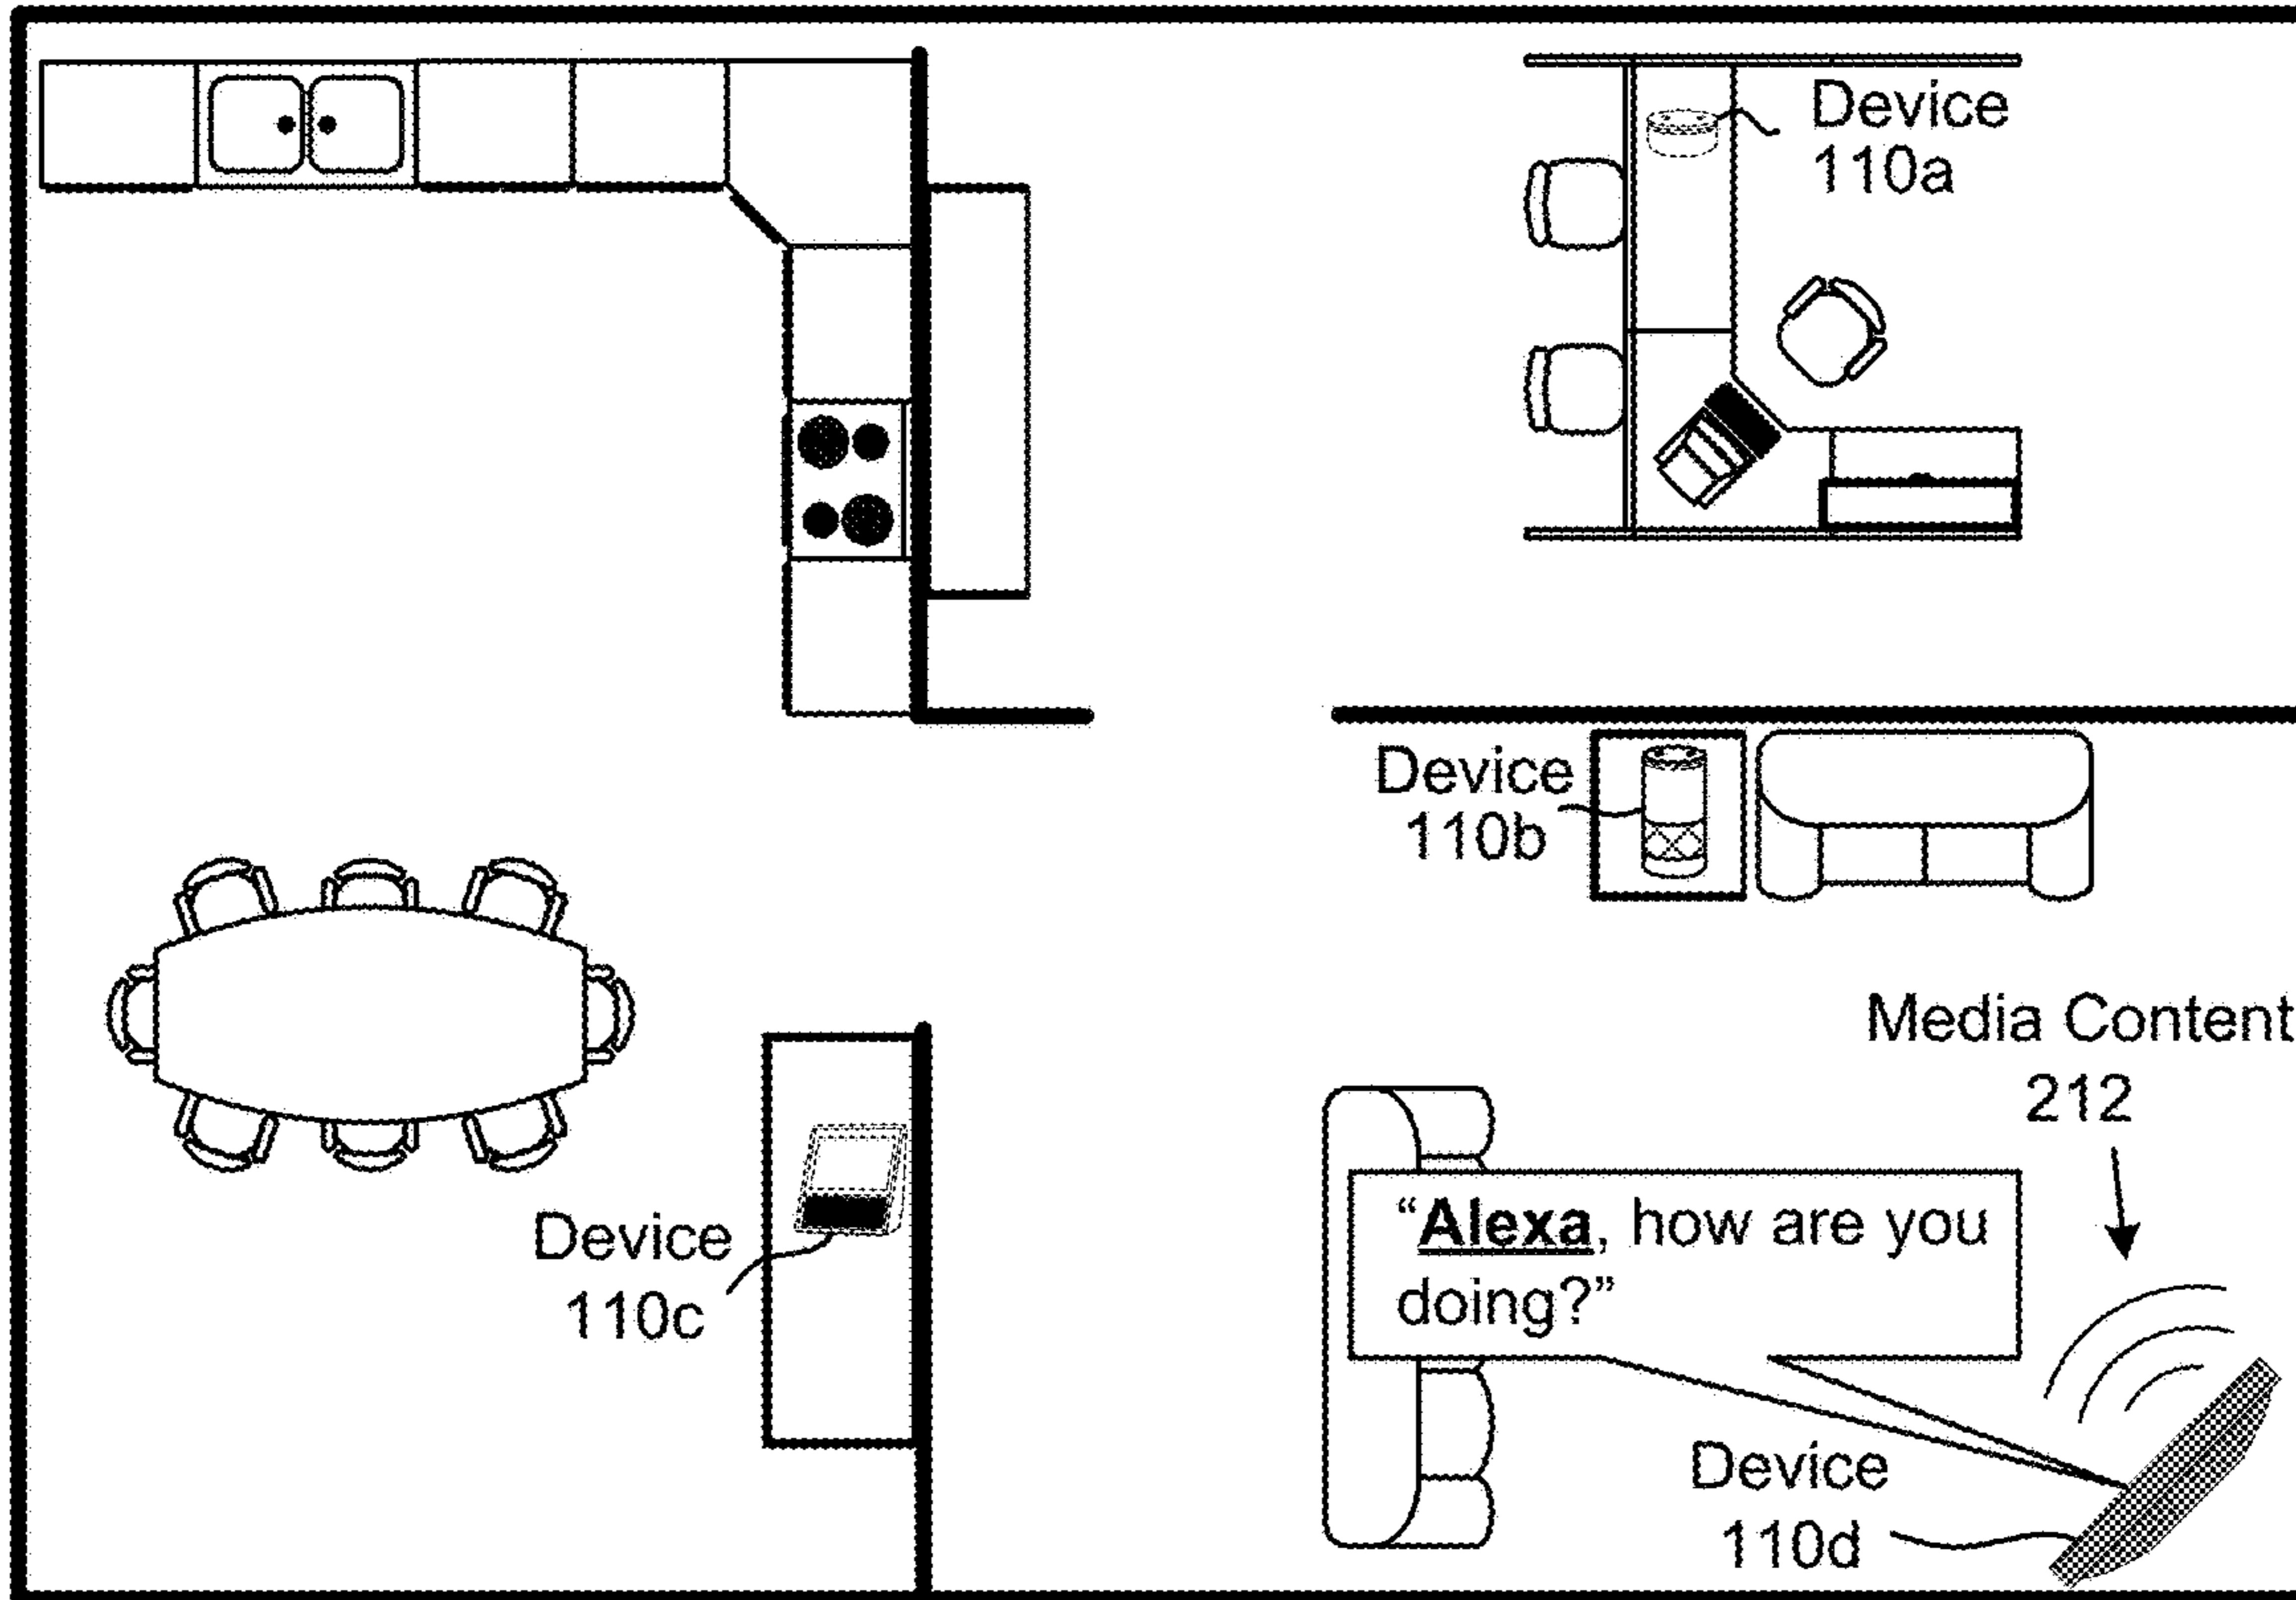 Device
110a
Device
110b
Media Content
212
“Alexa, how are you
doing?”
Device
110c
Device
110d